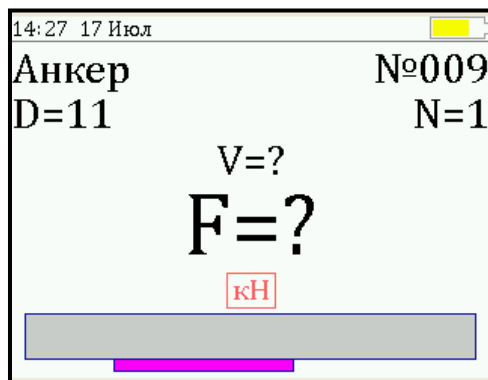 14:27 17 Июл
Анкер №009
D=11 N=1
V=?
F=?
кН